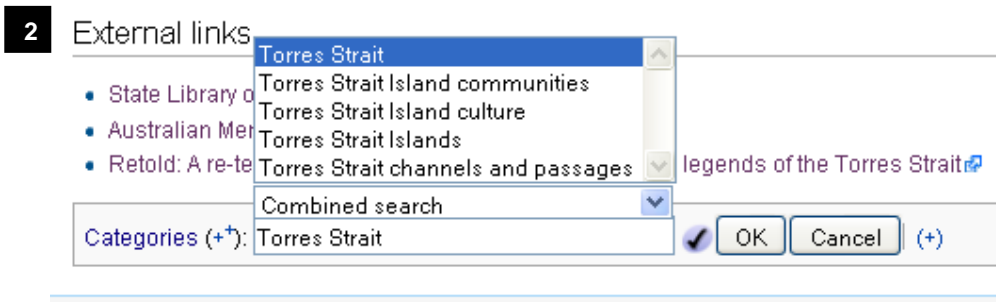 2
External links
Torres Strait
Torres Strait Island communities
State Library o
Torres Strait Island culture
Australian Mer
Torres Strait Islands
Retold: A re-te
Torres Strait channels and passages
legends of the Torres Strait
Combined search
Categories (+⁺): Torres Strait OK Cancel (+)